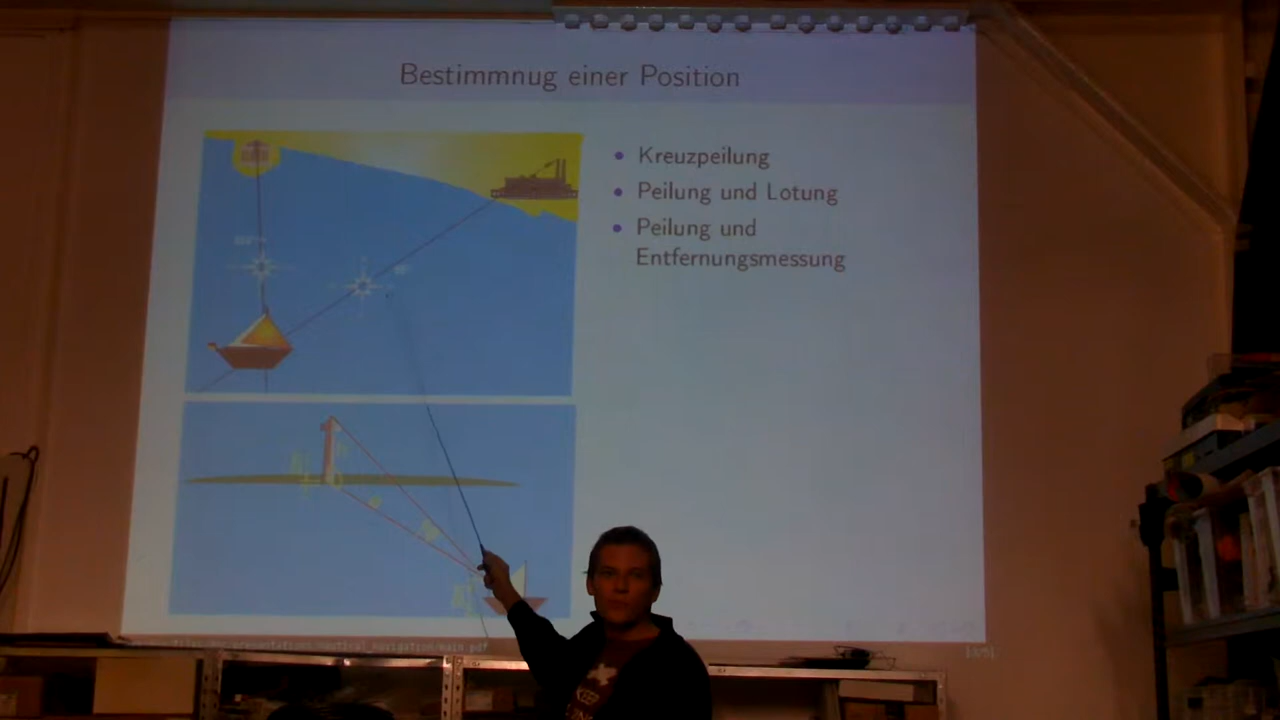 Bestimmnug einer Position
• Kreuzpeilung
• Peilung und Lotung
• Peilung und
Entfernungsmessung